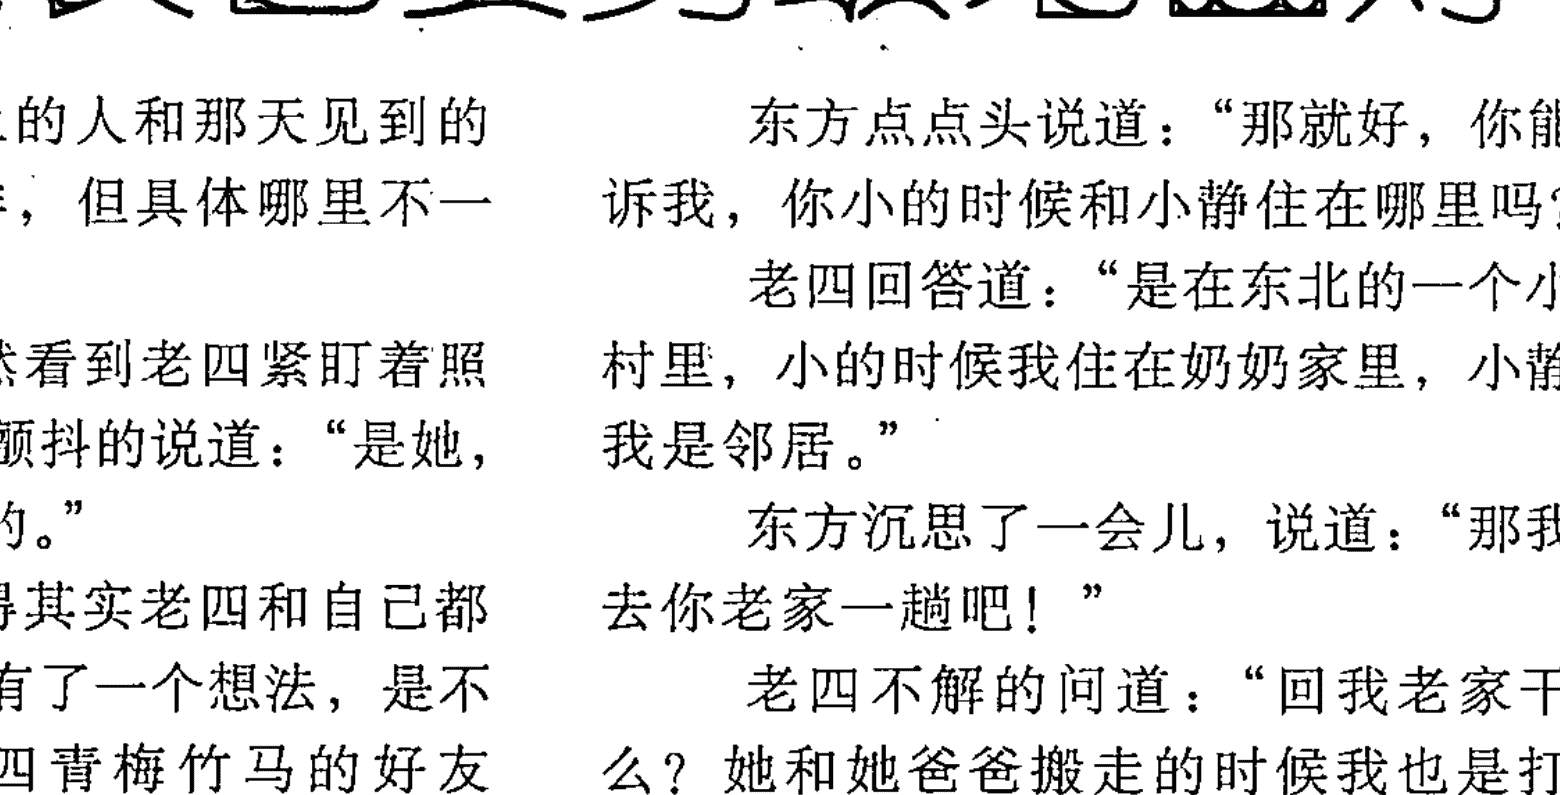 的人和那天见到的
，但具体哪里不一
看到老四紧盯着照
颤抖的说道：“是她，
的。”
得其实老四和自己都
有了一个想法，是不
四青梅竹马的好友
东方点点头说道：“那就好，你能
诉我，你小的时候和小静住在哪里吗？
老四回答道：“是在东北的一个小
村里，小的时候我住在奶奶家里，小静
我是邻居。”
东方沉思了一会儿，说道：“那我
去你老家一趟吧！”
老四不解的问道：“回我老家干
么？她和她爸爸搬走的时候我也是打